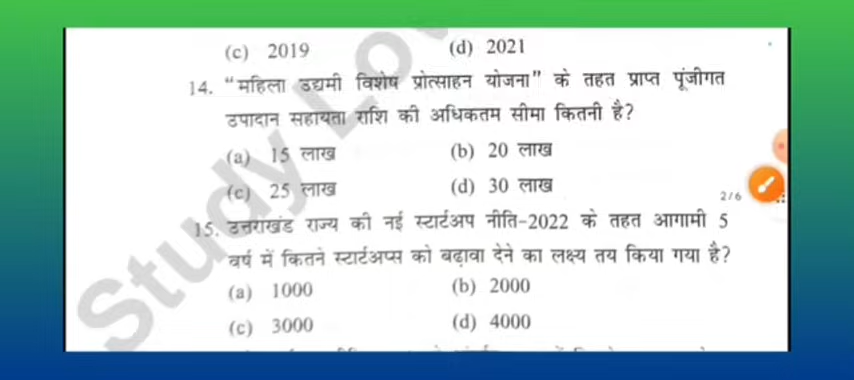 (c) 2019 (d) 2021
14. “महिला उद्यमी विशेष प्रोत्साहन योजना” के तहत प्राप्त पूंजीगत
उपादान सहायता राशि की अधिकतम सीमा कितनी है?
(a) 15 लाख (b) 20 लाख
(c) 25 लाख (d) 30 लाख
2/6
15. उत्तराखंड राज्य की नई स्टार्टअप नीति-2022 के तहत आगामी 5
वर्ष में कितने स्टार्टअप्स को बढ़ावा देने का लक्ष्य तय किया गया है?
(a) 1000 (b) 2000
(c) 3000 (d) 4000
Study Lo